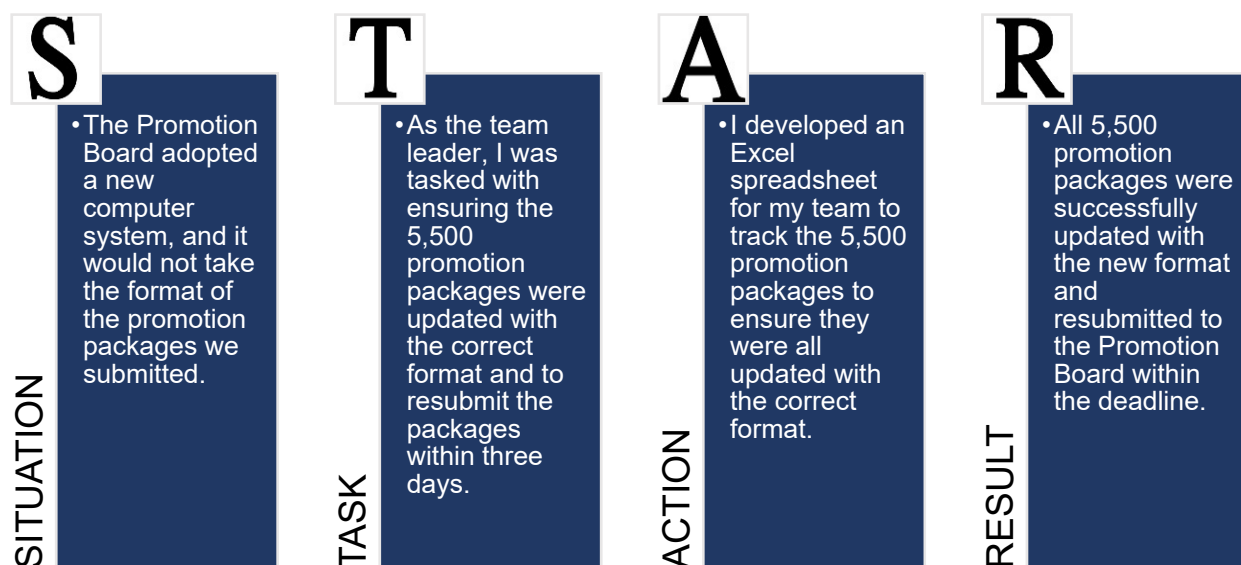 S
SITUATION
•The Promotion
Board adopted
a new
computer
system, and it
would not take
the format of
the promotion
packages we
submitted.
T
TASK
•As the team
leader, I was
tasked with
ensuring the
5,500
promotion
packages were
updated with
the correct
format and to
resubmit the
packages
within three
days.
A
ACTION
•I developed an
Excel
spreadsheet
for my team to
track the 5,500
promotion
packages to
ensure they
were all
updated with
the correct
format.
R
RESULT
•All 5,500
promotion
packages were
successfully
updated with
the new format
and
resubmitted to
the Promotion
Board within
the deadline.